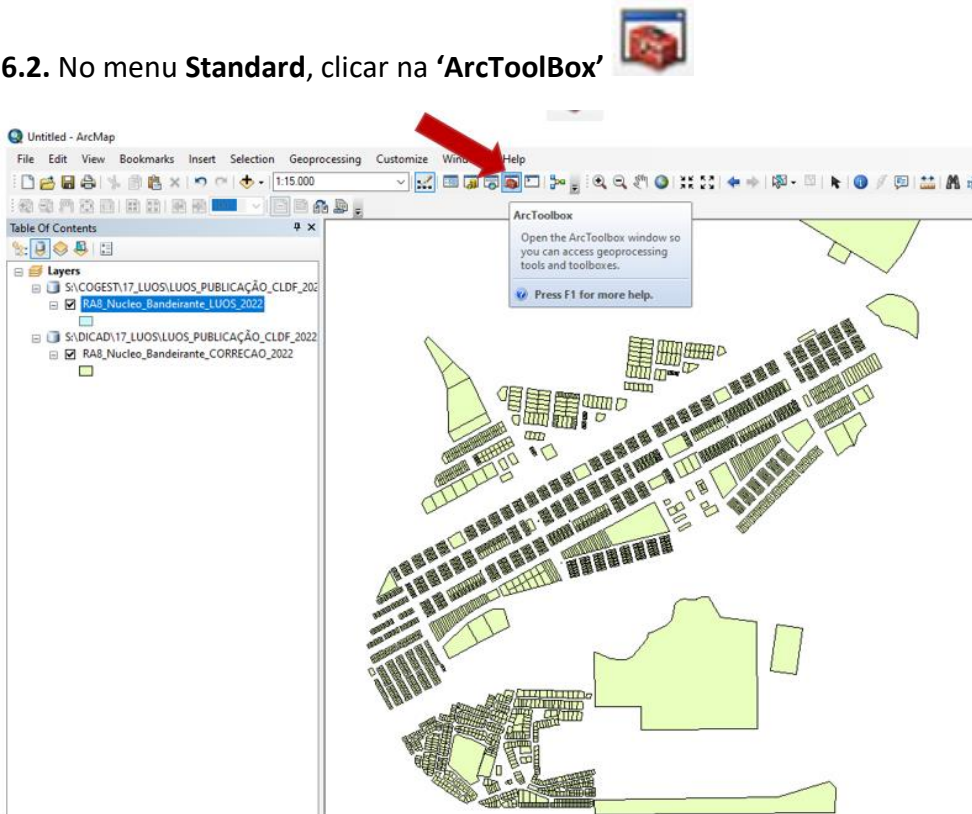 6.2. No menu Standard, clicar na ‘ArcToolBox’
Untitled - ArcMap
File Edit View Bookmarks Insert Selection Geoprocessing Customize Help
1:15.000
Table Of Contents
ArcToolbox
Open the ArcToolbox window so
you can access geoprocessing
tools and toolboxes.
Press F1 for more help.
Layers
S:\COGEST\17_LUOS\LUOS_PUBLICAÇÃO_CLDF_202
RA8_Nucleo_Bandeirante_LUOS_2022
S:\DICAD\17_LUOS\LUOS_PUBLICAÇÃO_CLDF_2022
RA8_Nucleo_Bandeirante_CORRECAO_2022